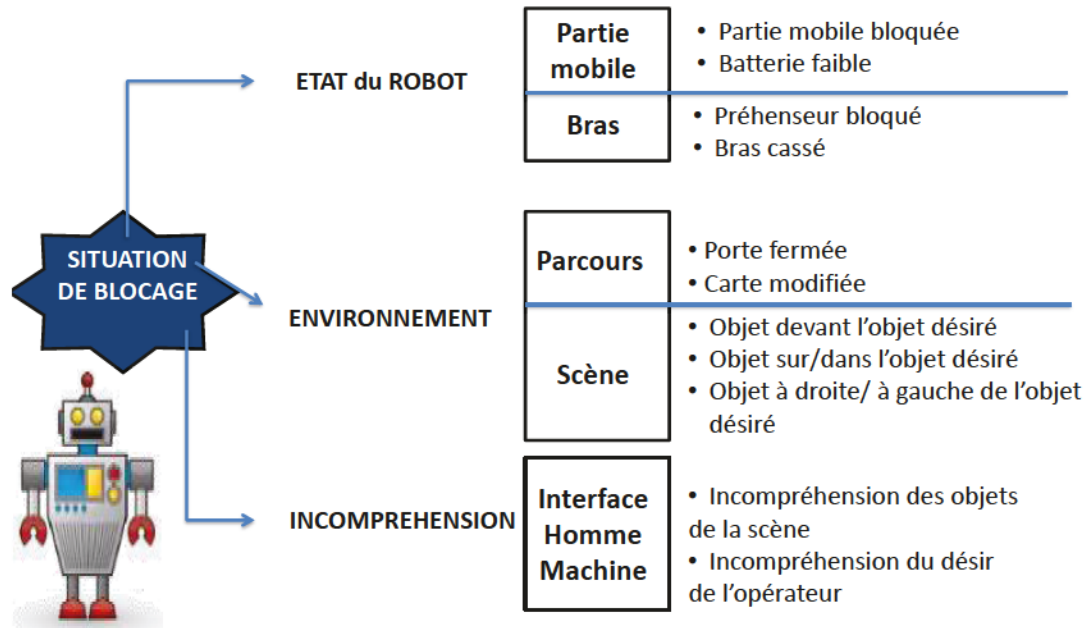 SITUATION
DE BLOCAGE
ETAT du ROBOT
Partie
mobile
• Partie mobile bloquée
• Batterie faible
Bras
• Préhenseur bloqué
• Bras cassé
ENVIRONNEMENT
Parcours
• Porte fermée
• Carte modifiée
Scène
• Objet devant l’objet désiré
• Objet sur/dans l’objet désiré
• Objet à droite/ à gauche de l’objet
désiré
INCOMPREHENSION
Interface
Homme
Machine
• Incompréhension des objets
de la scène
• Incompréhension du désir
de l’opérateur